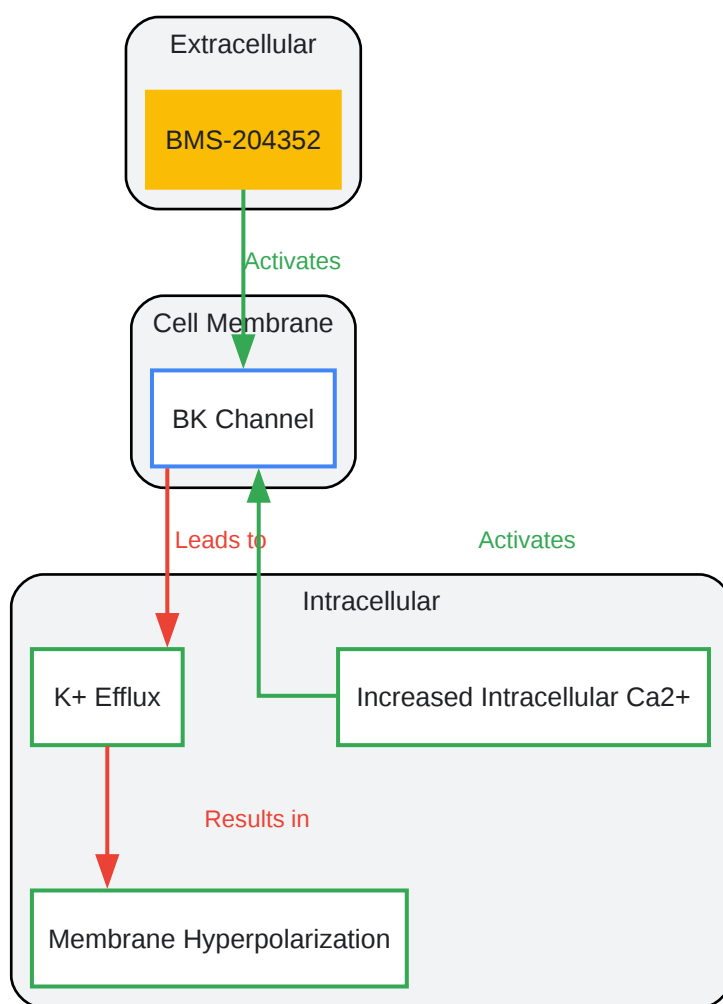 Extracellular
BMS-204352
Activates
Cell Membrane
BK Channel
Leads to
Activates
Intracellular
K+ Efflux
Increased Intracellular Ca2+
Results in
Membrane Hyperpolarization